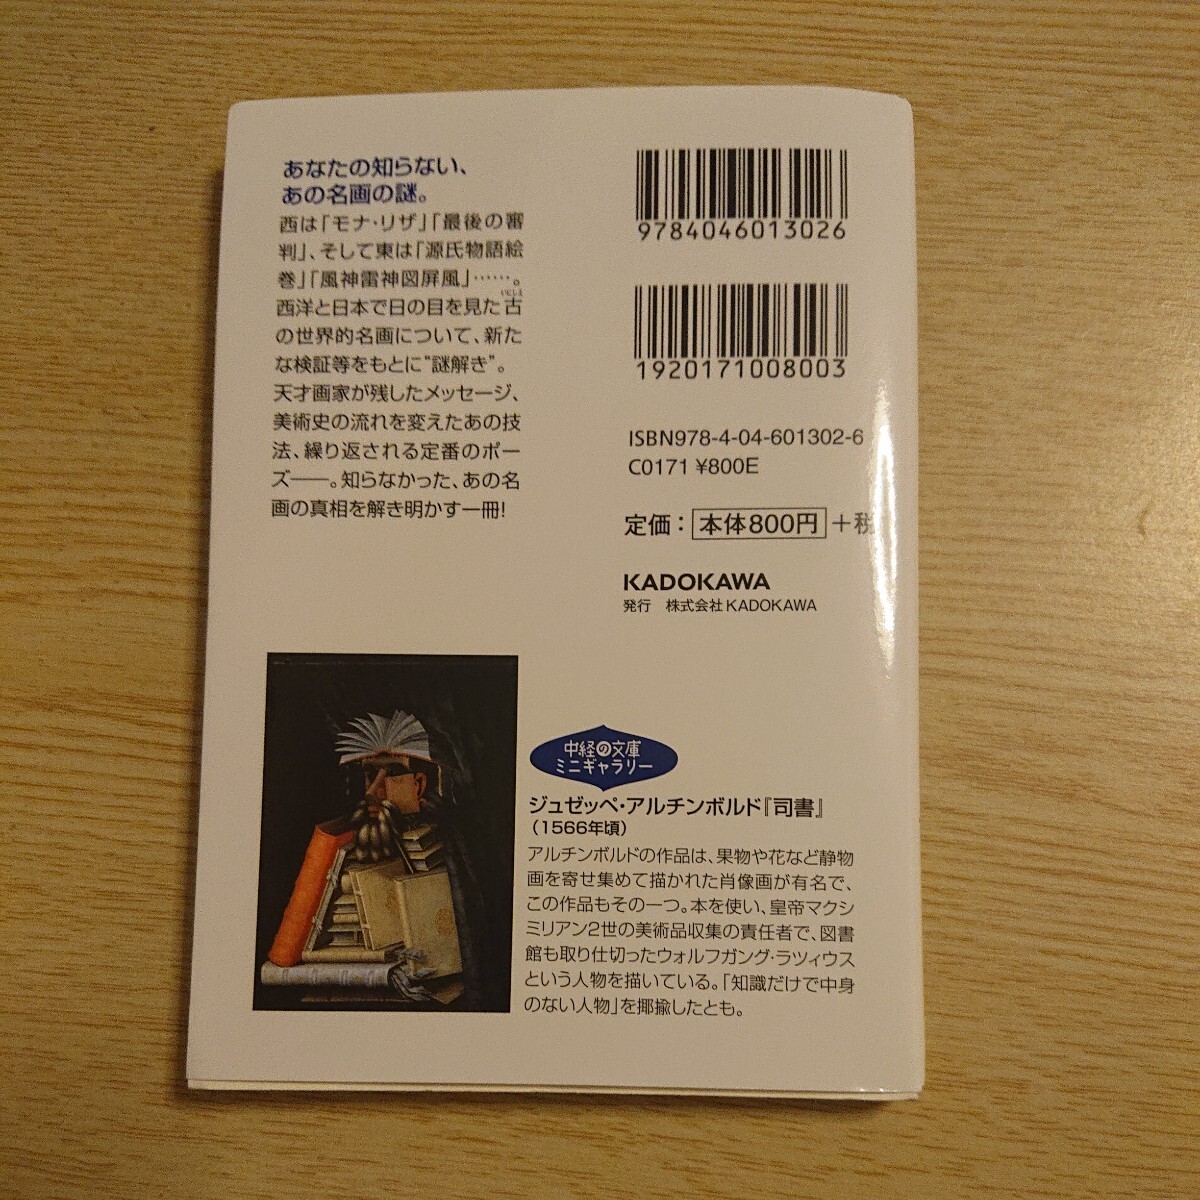 あなたの知らない、
あの名画の謎。
西は「モナ・リザ」「最後の審
判」、そして東は「源氏物語絵
巻」「風神雷神図屏風」……。
いにしえ
西洋と日本で日の目を見た古
の世界的名画について、新た
な検証等をもとに“謎解き”。
天才画家が残したメッセージ、
美術史の流れを変えたあの技
法、繰り返される定番のポー
ズ――。知らなかった、あの名
画の真相を解き明かす一冊!
9784046013026
1920171008003
ISBN978-4-04-601302-6
C0171 ¥800E
定価： 本体800円 +税
KADOKAWA
発行　株式会社KADOKAWA
中経の文庫
ミニギャラリー
ジュゼッペ・アルチンボルド『司書』
（1566年頃）
アルチンボルドの作品は、果物や花など静物
画を寄せ集めて描かれた肖像画が有名で、
この作品もその一つ。本を使い、皇帝マクシ
ミリアン2世の美術品収集の責任者で、図書
館も取り仕切ったウォルフガング・ラツィウス
という人物を描いている。「知識だけで中身
のない人物」を揶揄したとも。